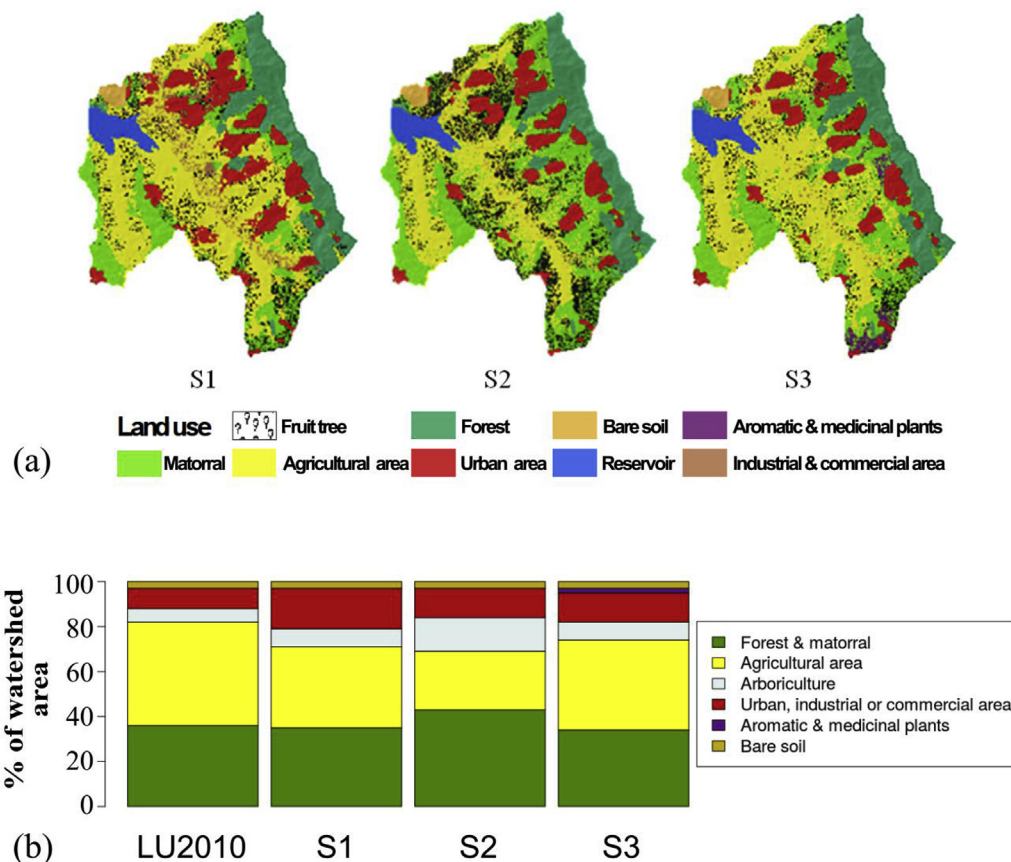 S1 S2 S3
Land use Fruit tree Forest Bare soil Aromatic & medicinal plants
(a)
Matorral Agricultural area Urban area Reservoir Industrial & commercial area
% of watershed
area
100
80
60
40
20
0
Forest & matorral
Agricultural area
Arboriculture
Urban, industrial or commercial area
Aromatic & medicinal plants
Bare soil
(b) LU2010 S1 S2 S3